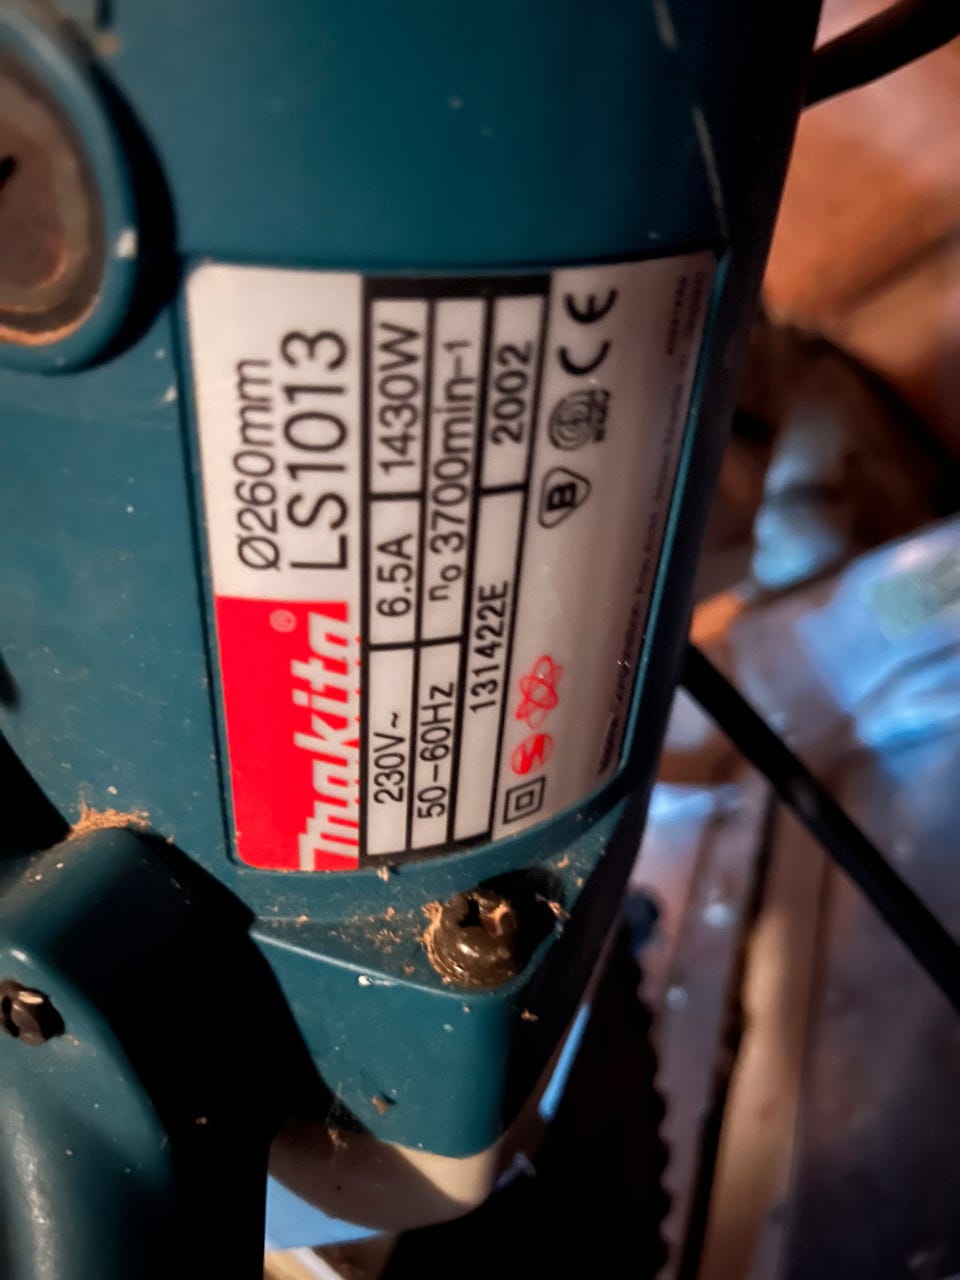 makita®
Ø260mm
LS1013
230V~ 6.5A 1430W
50-60Hz n₀ 3700min-1
131422E 2002
S B CE